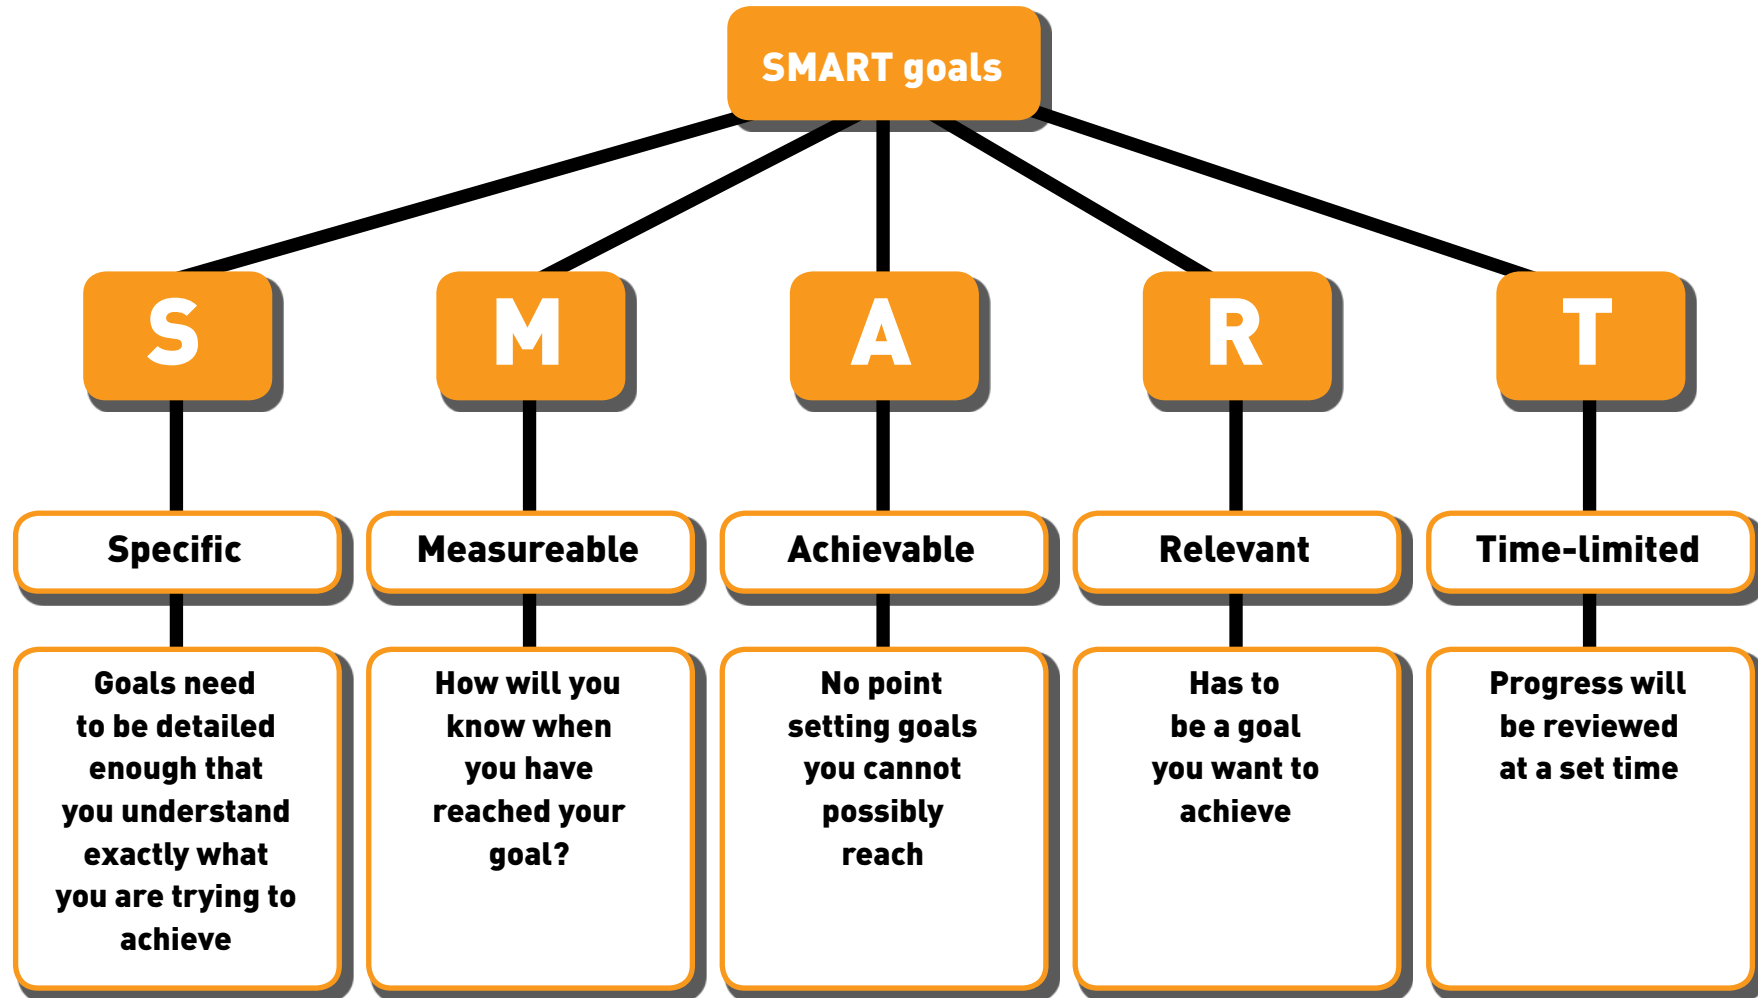 SMART goals
S
M
A
R
T
Specific
Measureable
Achievable
Relevant
Time-limited
Goals need
to be detailed
enough that
you understand
exactly what
you are trying to
achieve
How will you
know when
you have
reached your
goal?
No point
setting goals
you cannot
possibly
reach
Has to
be a goal
you want to
achieve
Progress will
be reviewed
at a set time